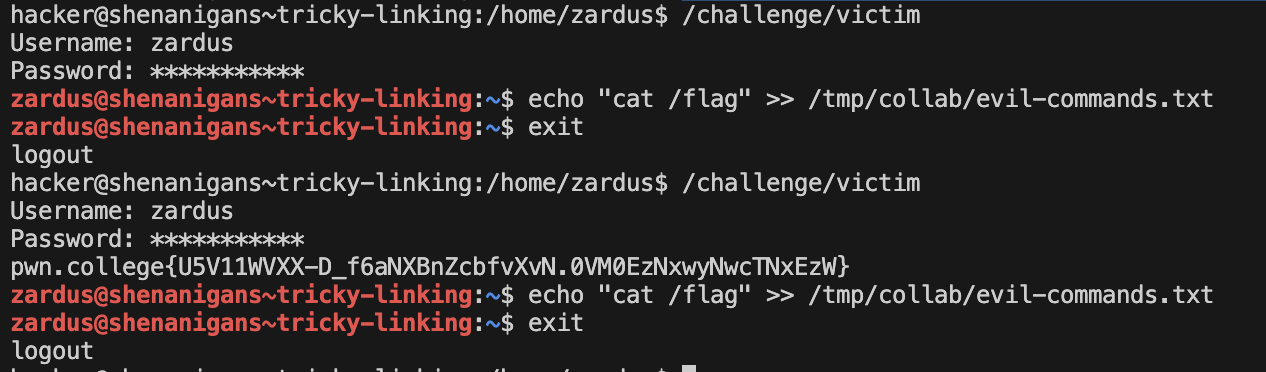 hacker@shenanigans~tricky-linking:/home/zardus$ /challenge/victim
Username: zardus
Password: ***********
zardus@shenanigans~tricky-linking:~$ echo "cat /flag" >> /tmp/collab/evil-commands.txt
zardus@shenanigans~tricky-linking:~$ exit
logout
hacker@shenanigans~tricky-linking:/home/zardus$ /challenge/victim
Username: zardus
Password: ***********
pwn.college{U5V11WVXX-D_f6aNXBnZcbfvXvN.0VM0EzNxwyNwcTNxEzW}
zardus@shenanigans~tricky-linking:~$ echo "cat /flag" >> /tmp/collab/evil-commands.txt
zardus@shenanigans~tricky-linking:~$ exit
logout